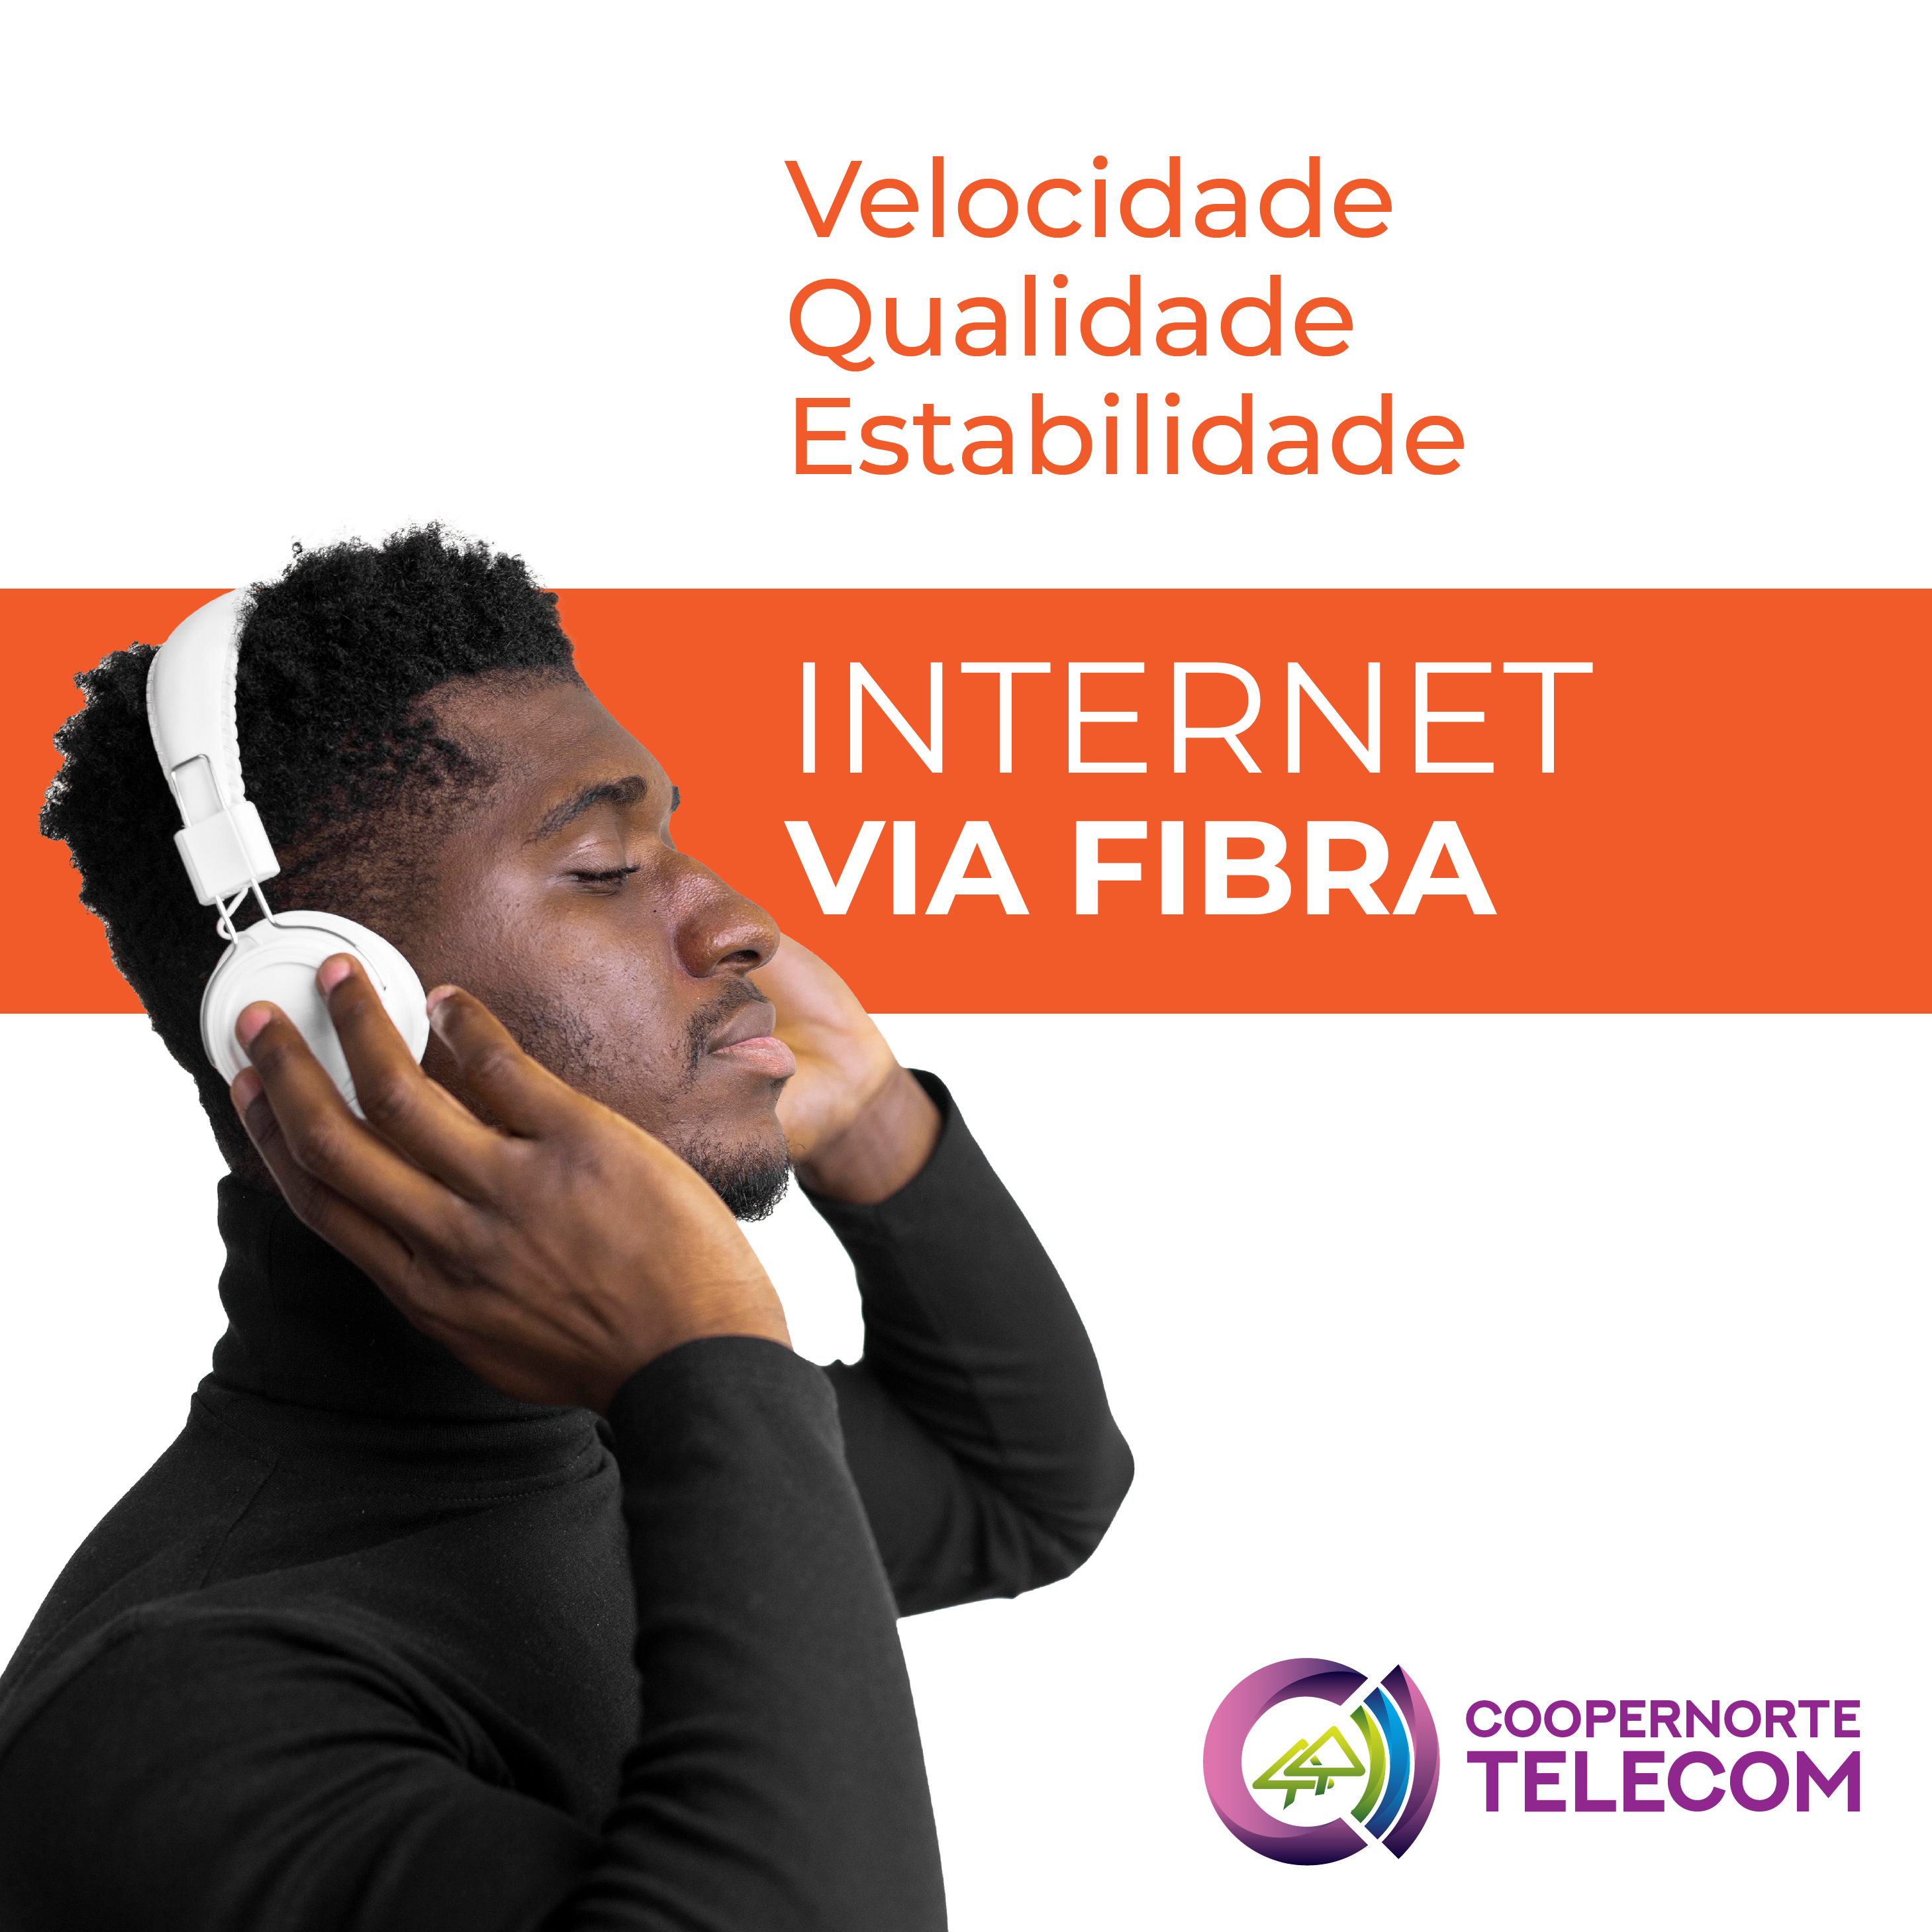 Velocidade
Qualidade
Estabilidade
INTERNET
VIA FIBRA
COOPERNORTE
TELECOM